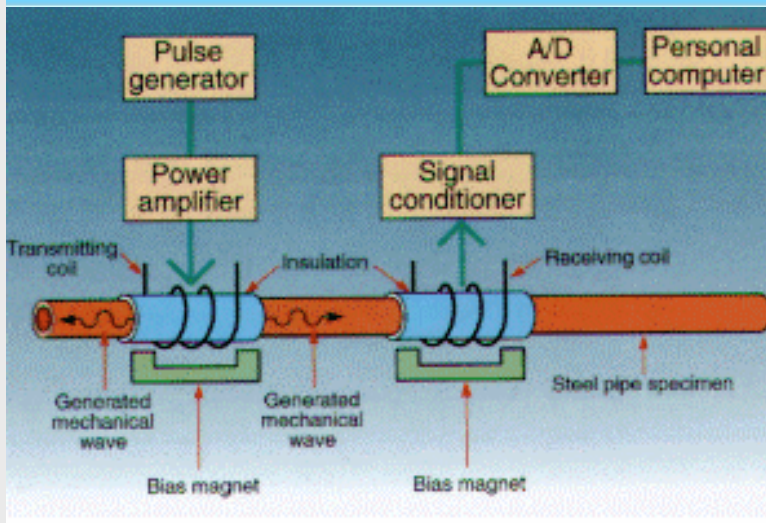 Pulse
generator
A/D
Converter
Personal
computer
Power
amplifier
Signal
conditioner
Transmitting
coil
Insulation
Receiving coil
Generated
mechanical
wave
Generated
mechanical
wave
Steel pipe specimen
Bias magnet
Bias magnet